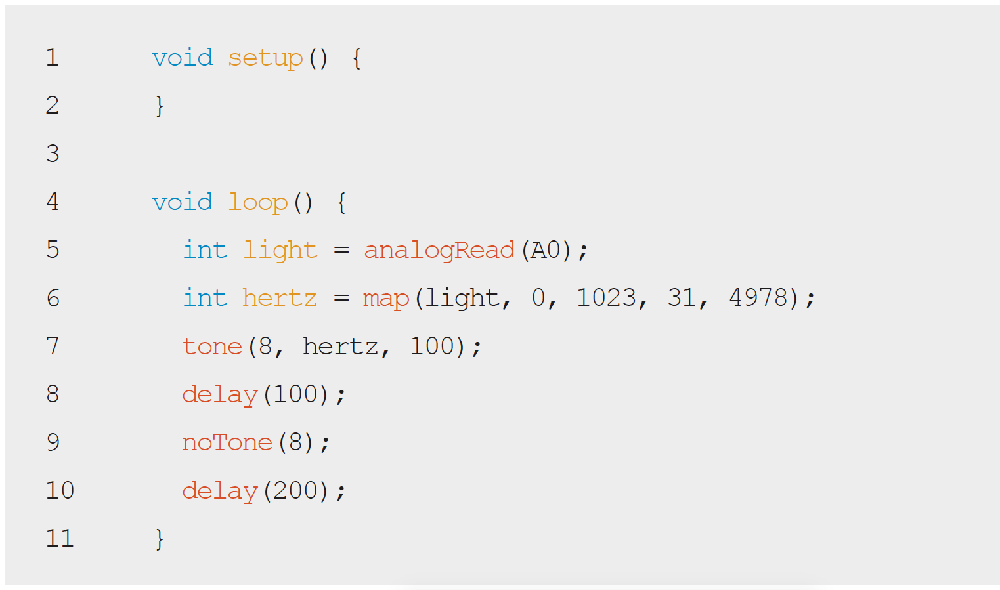 1 void setup() {
2 }
3
4 void loop() {
5 int light = analogRead(A0);
6 int hertz = map(light, 0, 1023, 31, 4978);
7 tone(8, hertz, 100);
8 delay(100);
9 noTone(8);
10 delay(200);
11 }